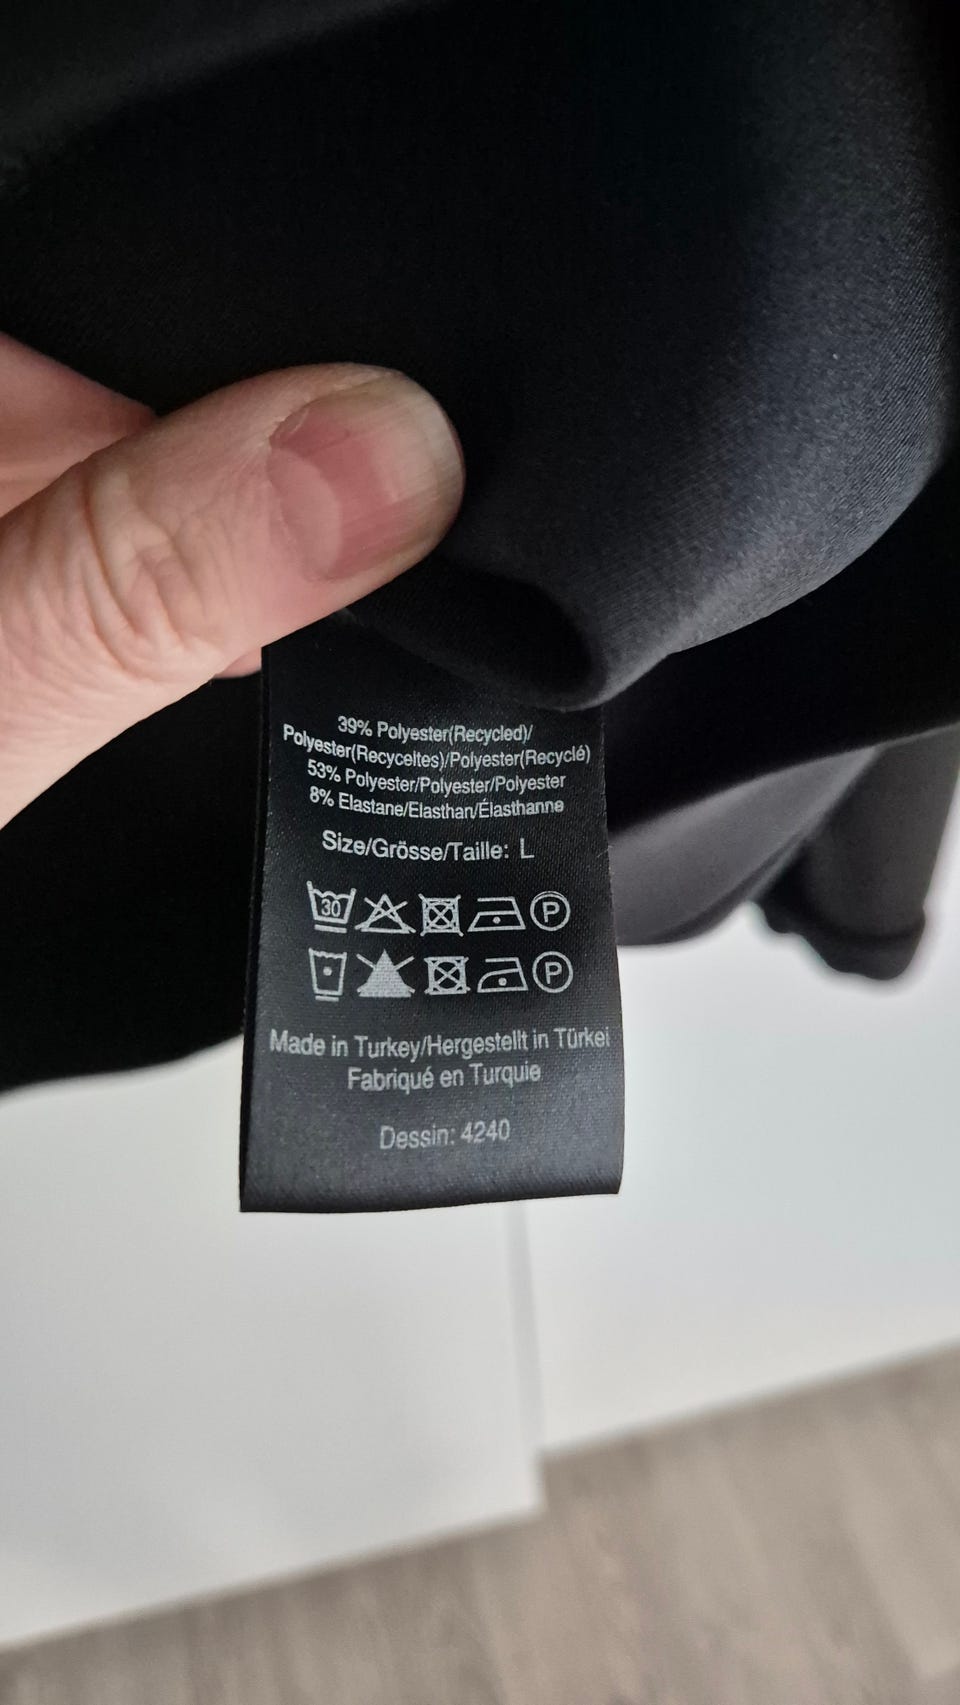 39% Polyester(Recycled)/
Polyester(Recyceltes)/Polyester(Recyclé)
53% Polyester/Polyester/Polyester
8% Elastane/Elasthan/Élasthanne
Size/Grösse/Taille: L
30 P
P
Made in Turkey/Hergestellt in Türkei
Fabriqué en Turquie
Dessin: 4240